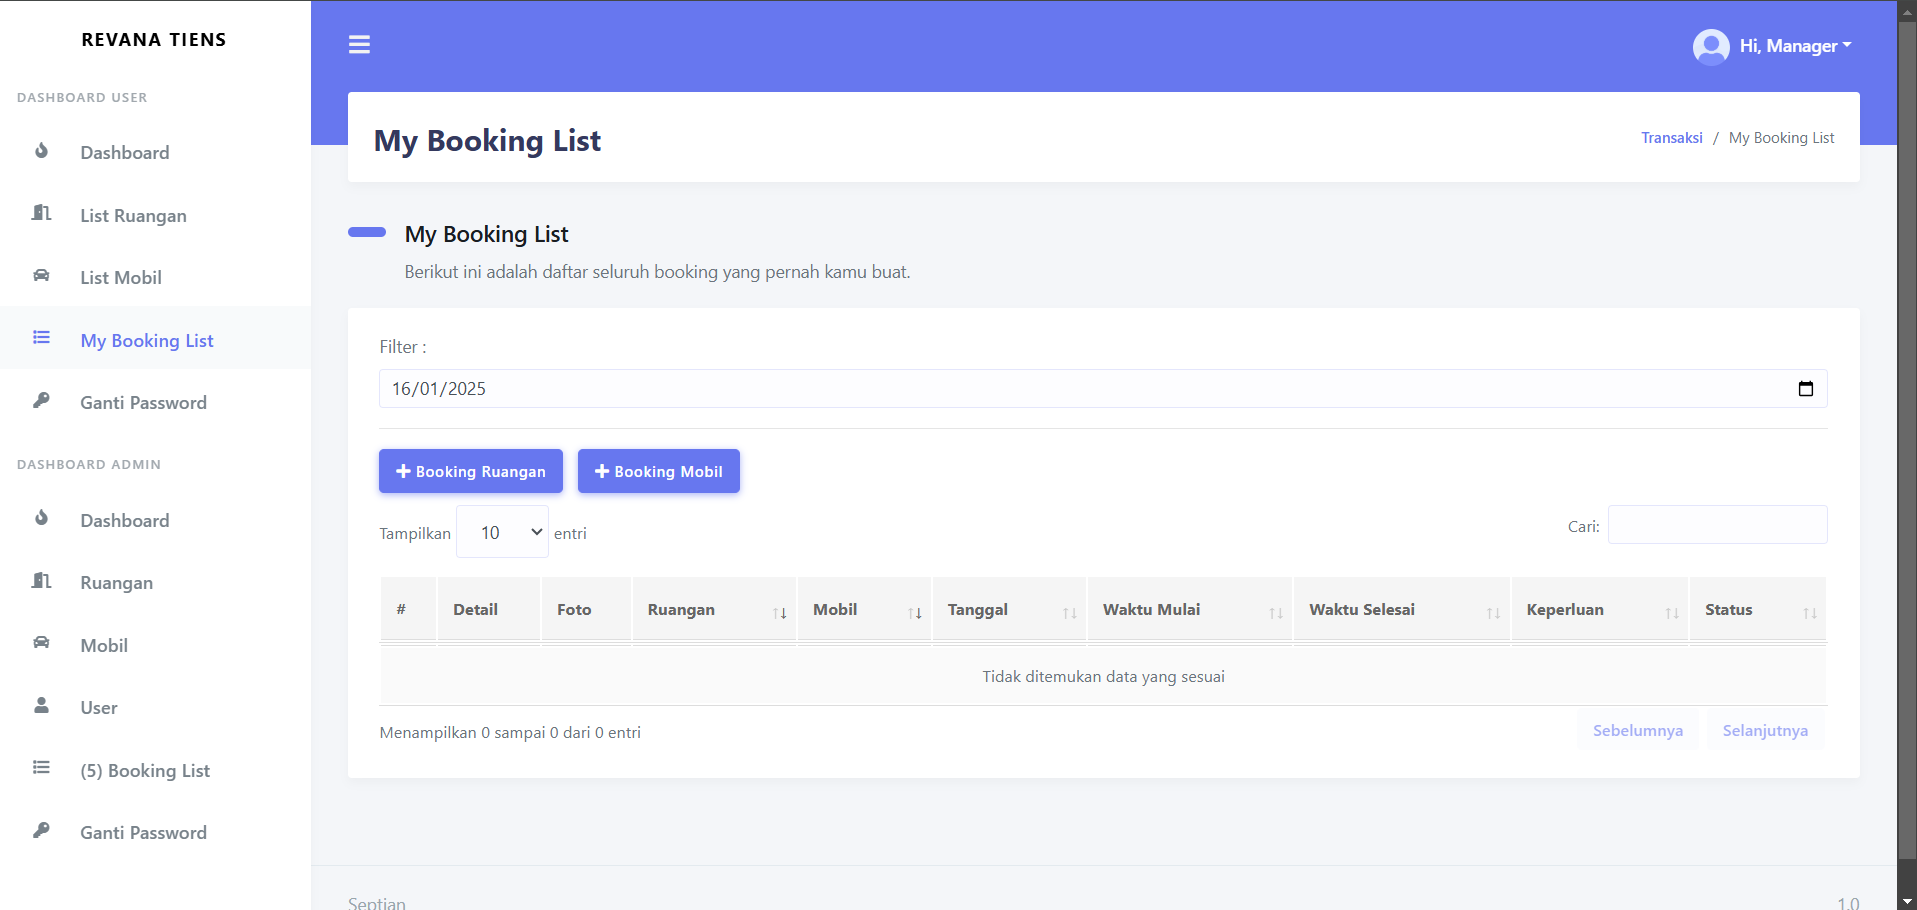 REVANA TIENS
DASHBOARD USER
Dashboard
List Ruangan
List Mobil
My Booking List
Ganti Password
DASHBOARD ADMIN
Dashboard
Ruangan
Mobil
User
(5) Booking List
Ganti Password
Hi, Manager
My Booking List
Transaksi / My Booking List
My Booking List
Berikut ini adalah daftar seluruh booking yang pernah kamu buat.
Filter :
16/01/2025
Booking Ruangan Booking Mobil
Tampilkan 10 entri
Cari:
# Detail Foto Ruangan Mobil Tanggal Waktu Mulai Waktu Selesai Keperluan Status
Tidak ditemukan data yang sesuai
Menampilkan 0 sampai 0 dari 0 entri
Sebelumnya Selanjutnya
Septian
1.0